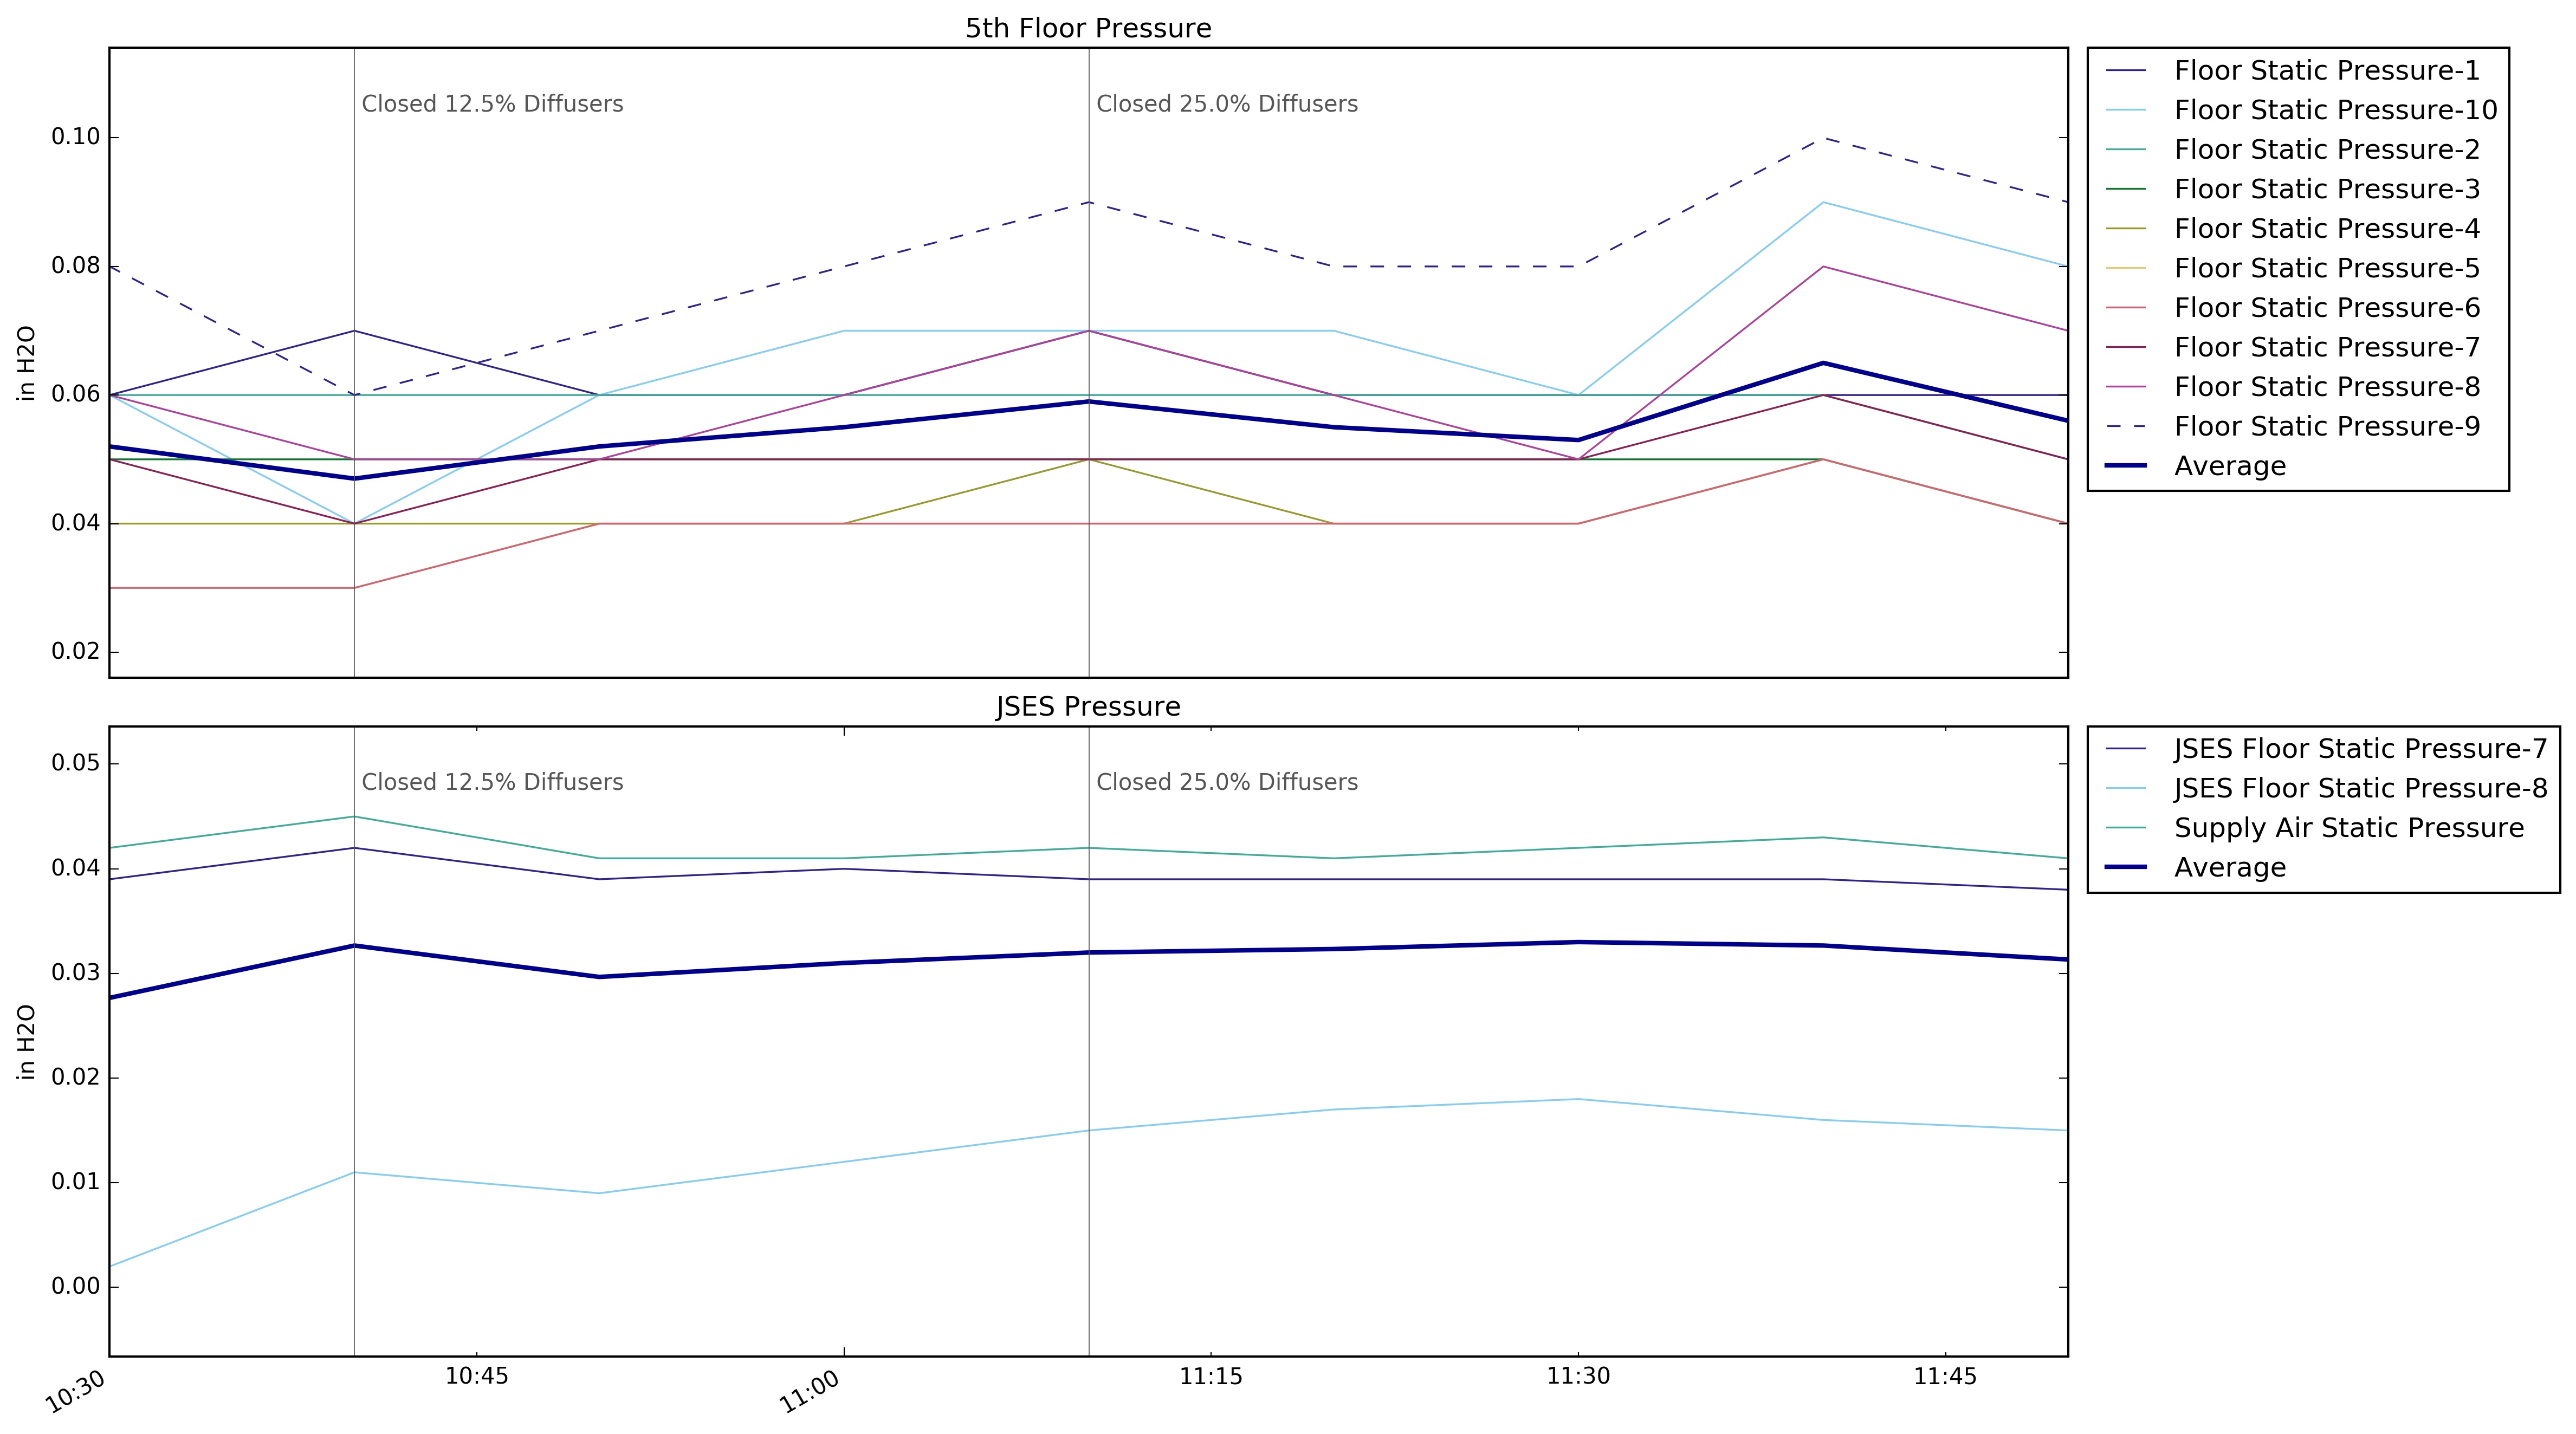 5th Floor Pressure
in H2O
0.10
0.08
0.06
0.04
0.02
Closed 12.5% Diffusers
Closed 25.0% Diffusers
Floor Static Pressure-1
Floor Static Pressure-10
Floor Static Pressure-2
Floor Static Pressure-3
Floor Static Pressure-4
Floor Static Pressure-5
Floor Static Pressure-6
Floor Static Pressure-7
Floor Static Pressure-8
Floor Static Pressure-9
Average
JSES Pressure
in H2O
0.05
0.04
0.03
0.02
0.01
0.00
Closed 12.5% Diffusers
Closed 25.0% Diffusers
JSES Floor Static Pressure-7
JSES Floor Static Pressure-8
Supply Air Static Pressure
Average
10:30
10:45
11:00
11:15
11:30
11:45